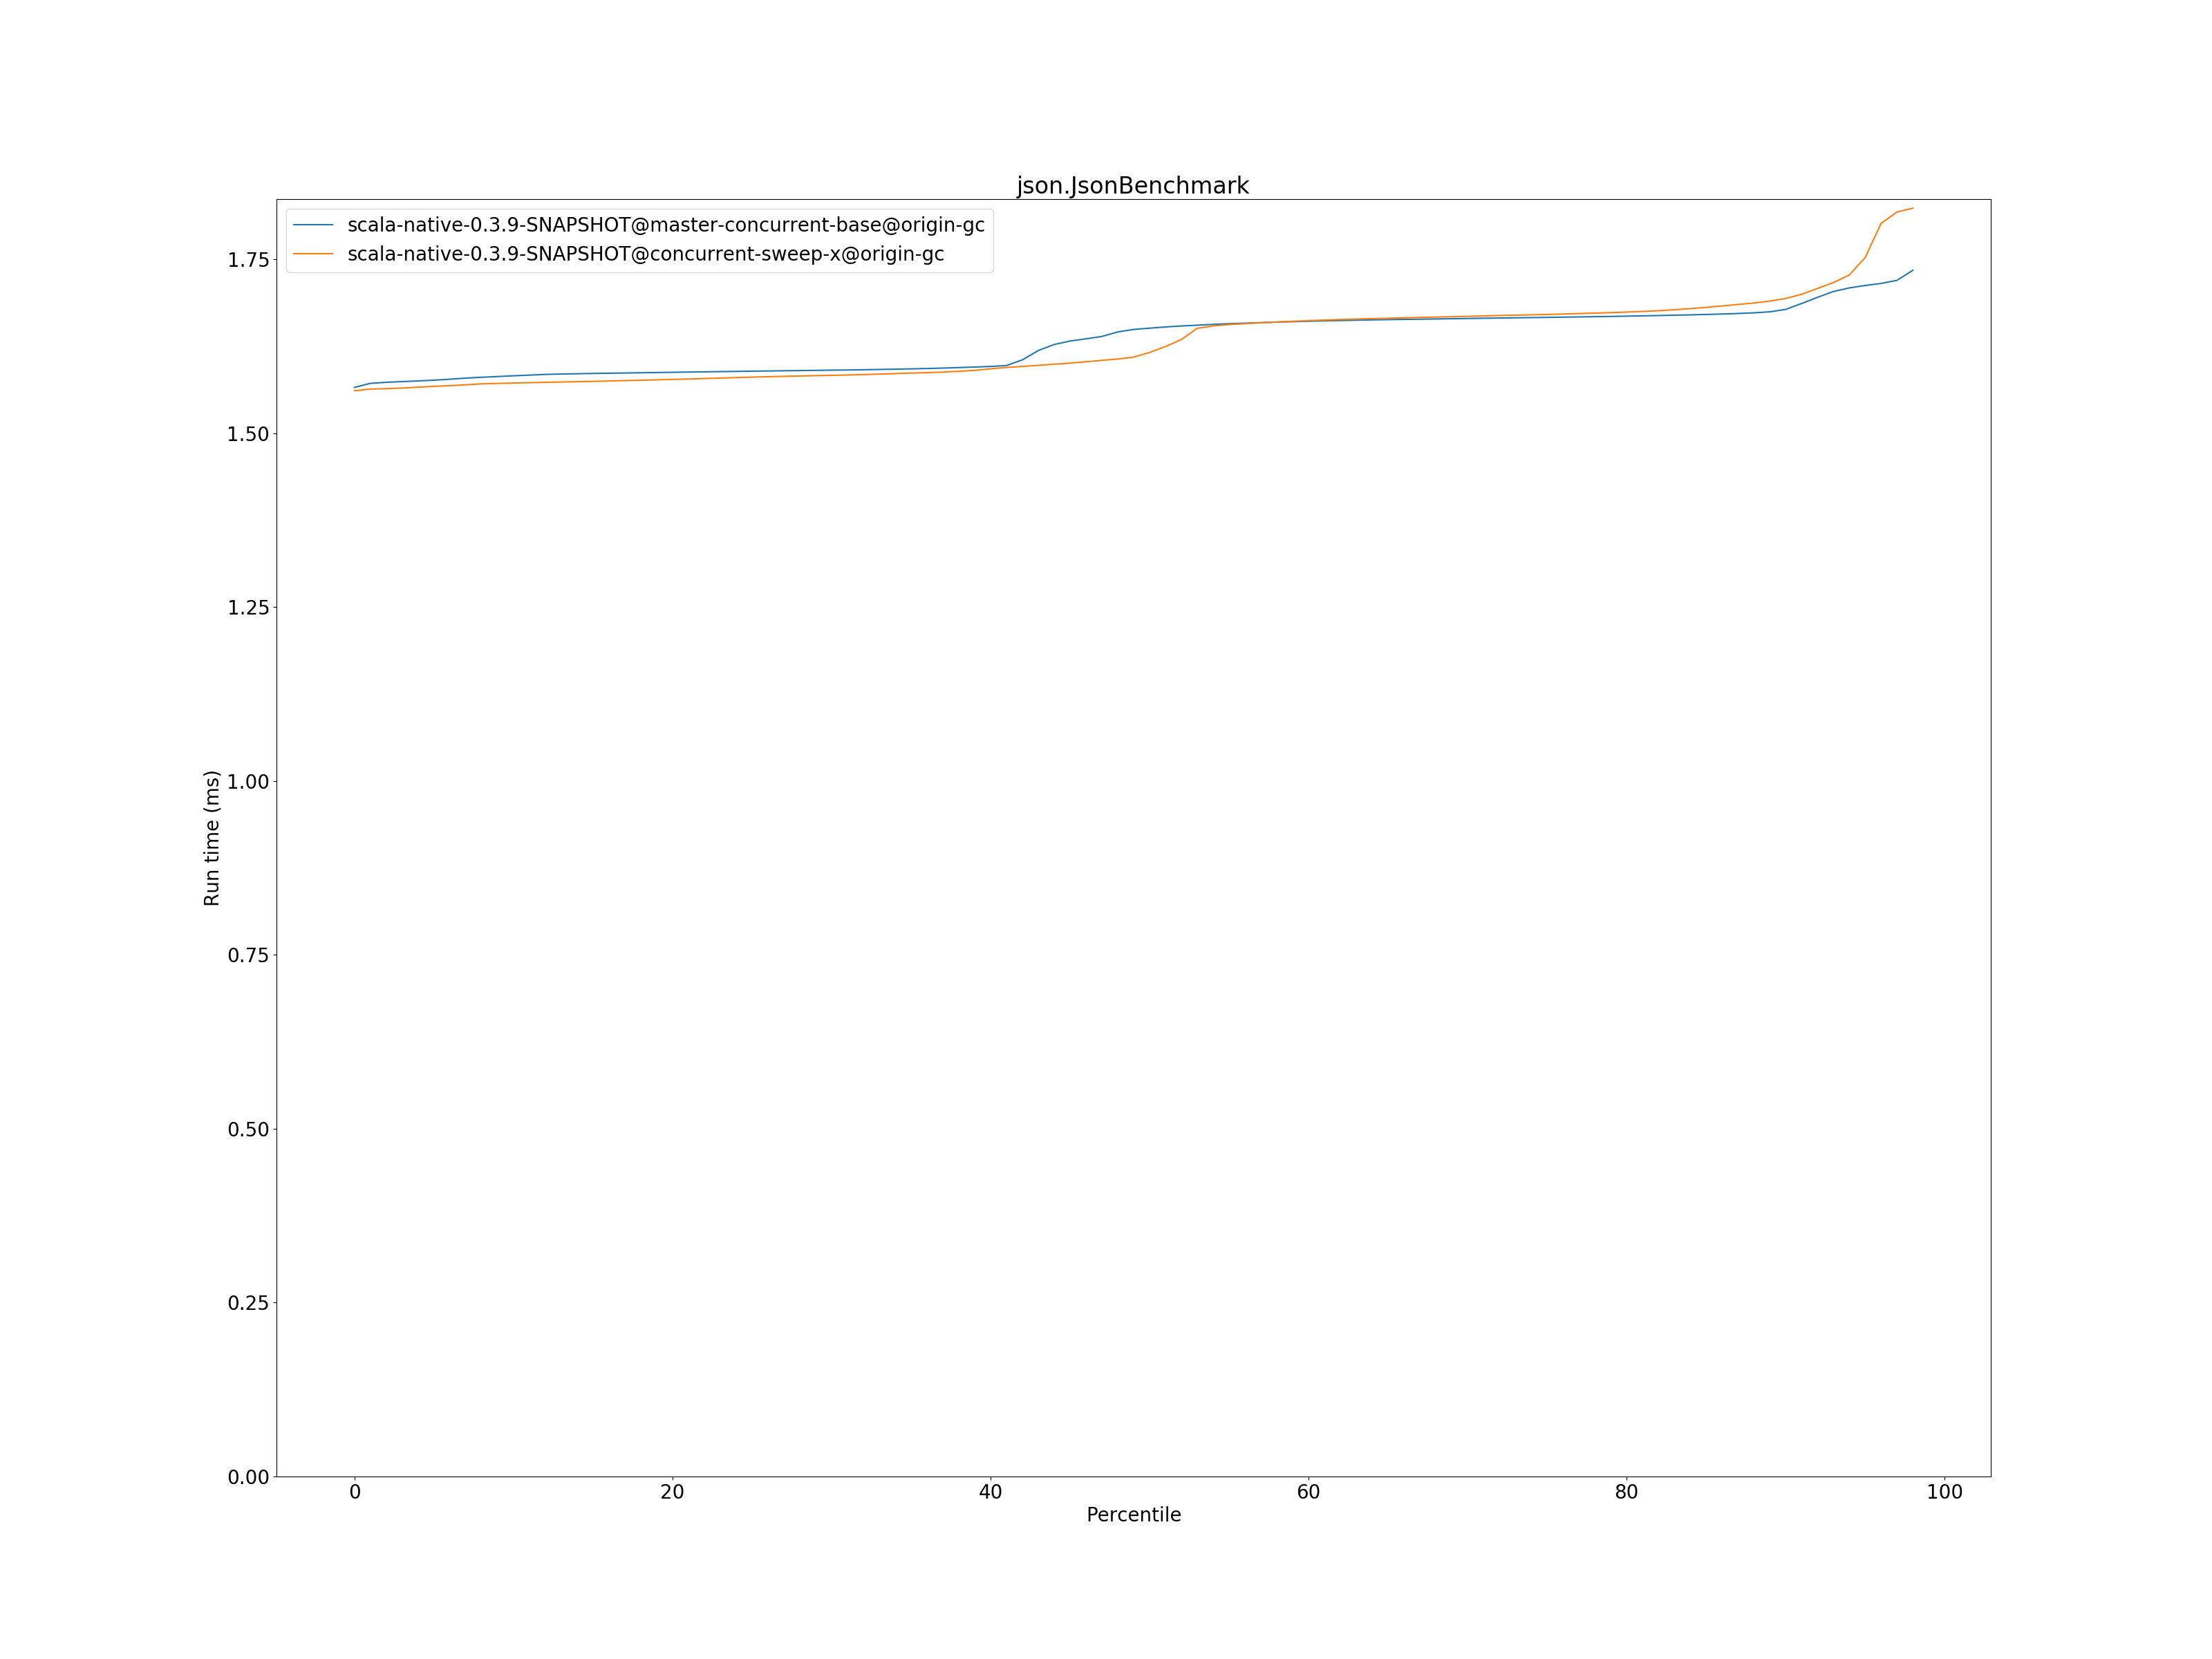 json.JsonBenchmark
scala-native-0.3.9-SNAPSHOT@master-concurrent-base@origin-gc
scala-native-0.3.9-SNAPSHOT@concurrent-sweep-x@origin-gc
1.75
1.50
1.25
1.00
0.75
0.50
0.25
0.00
Run time (ms)
0 20 40 60 80 100
Percentile